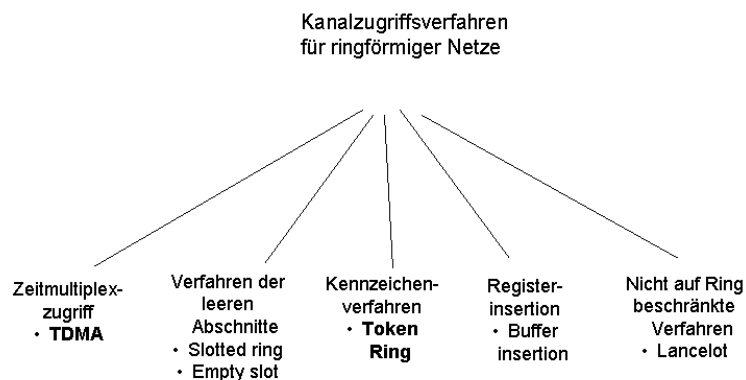 Kanalzugriffsverfahren
für ringförmiger Netze
Zeitmultiplex-
zugriff
• TDMA
Verfahren der
leeren
Abschnitte
• Slotted ring
• Empty slot
Kennzeichen-
verfahren
• Token
Ring
Register-
insertion
• Buffer
insertion
Nicht auf Ring
beschränkte
Verfahren
• Lancelot